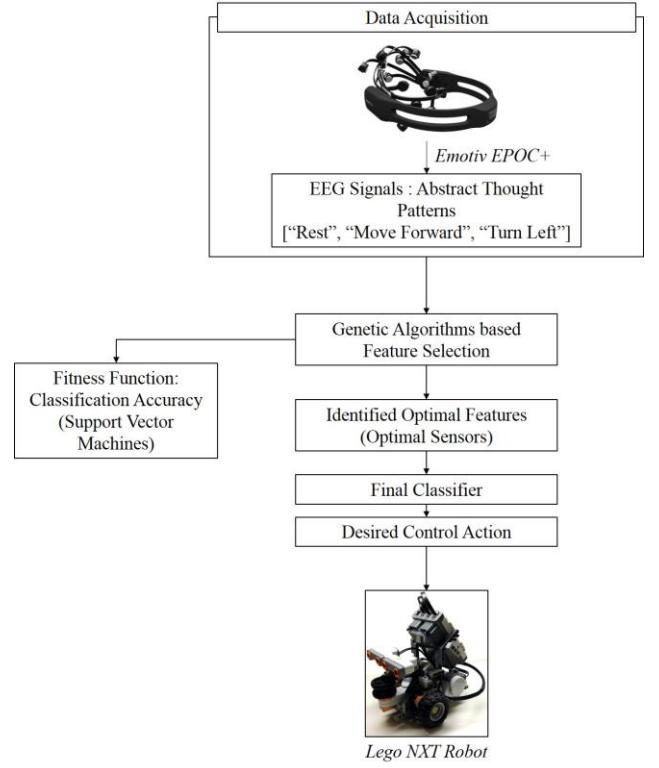 Data Acquisition
Emotiv EPOC+
EEG Signals : Abstract Thought
Patterns
[“Rest”, “Move Forward”, “Turn Left”]
Genetic Algorithms based
Feature Selection
Fitness Function:
Classification Accuracy
(Support Vector
Machines)
Identified Optimal Features
(Optimal Sensors)
Final Classifier
Desired Control Action
Lego NXT Robot